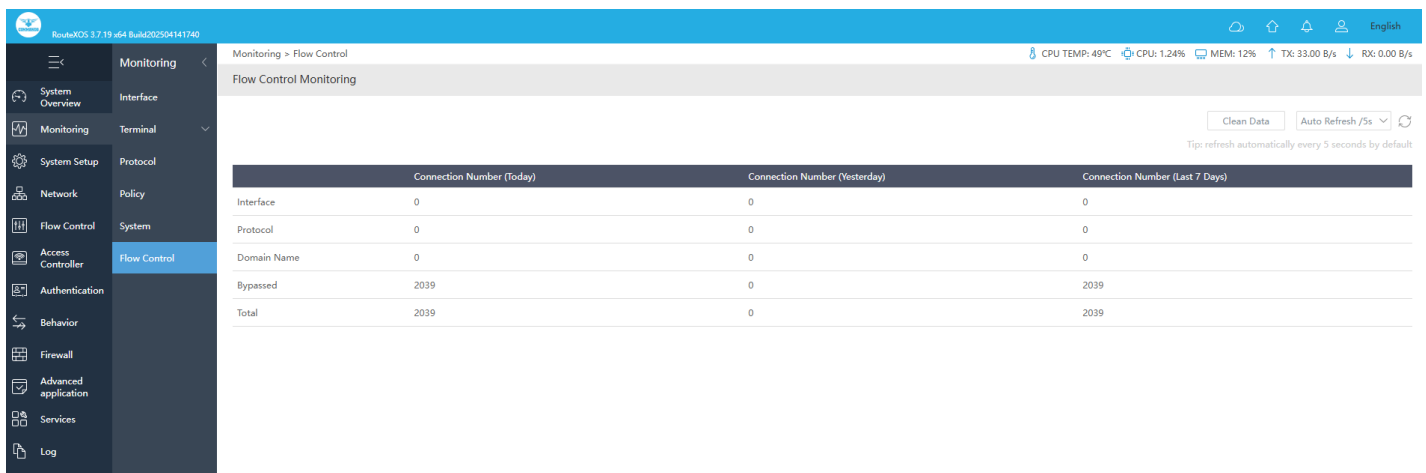 RouteXOS 3.7.19 x64 Build202504141740
English
Monitoring
Monitoring > Flow Control
CPU TEMP: 49℃ CPU: 1.24% MEM: 12% TX: 33.00 B/s RX: 0.00 B/s
Flow Control Monitoring
System Overview
Monitoring
System Setup
Network
Flow Control
Access Controller
Authentication
Behavior
Firewall
Advanced application
Services
Log
Interface
Terminal
Protocol
Policy
System
Flow Control
Clean Data Auto Refresh /5s
Tip: refresh automatically every 5 seconds by default
Connection Number (Today) Connection Number (Yesterday) Connection Number (Last 7 Days)
Interface 0 0 0
Protocol 0 0 0
Domain Name 0 0 0
Bypassed 2039 0 2039
Total 2039 0 2039